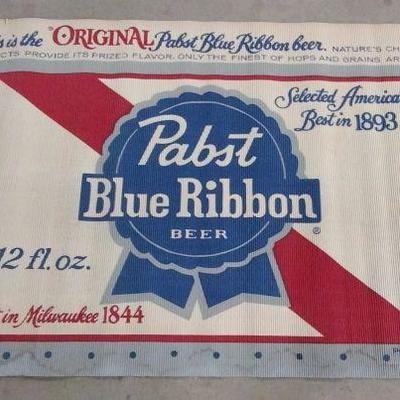 is the ORIGINAL Pabst Blue Ribbon beer. NATURE'S CH
CTS PROVIDE ITS PRIZED FLAVOR. ONLY THE FINEST OF HOPS AND GRAINS AR
Selected America
Best in 1893
Pabst
Blue Ribbon
BEER
®
12 fl. oz.
in Milwaukee 1844